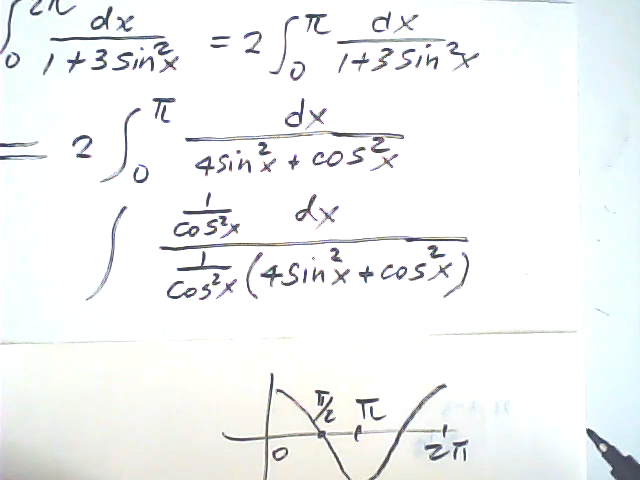 ∫₀^{2π} dx / (1+3sin²x) = 2 ∫₀^π dx / (1+3sin²x)
= 2 ∫₀^π dx / (4sin²x + cos²x)
∫ (1/cos²x) dx / ((1/cos²x)(4sin²x + cos²x))
0 π/2 π 2π